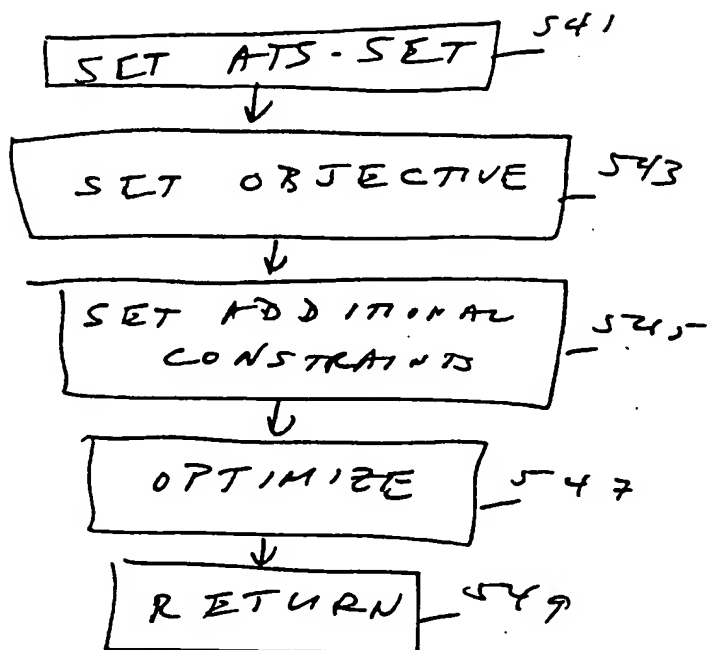 SET ATS-SET 541
SET OBJECTIVE 543
SET ADDITIONAL 545
CONSTRAINTS
OPTIMIZE 547
RETURN 549